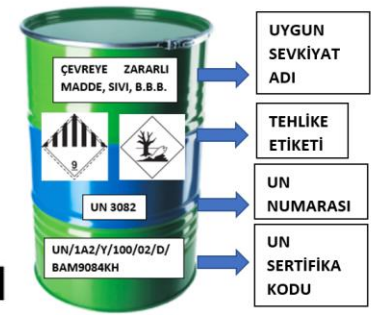 ÇEVREYE ZARARLI
MADDE, SIVI, B.B.B.
UYGUN
SEVKİYAT
ADI
9
TEHLİKE
ETİKETİ
UN 3082
UN
NUMARASI
UN/1A2/Y/100/02/D/
BAM9084KH
UN
SERTİFİKA
KODU